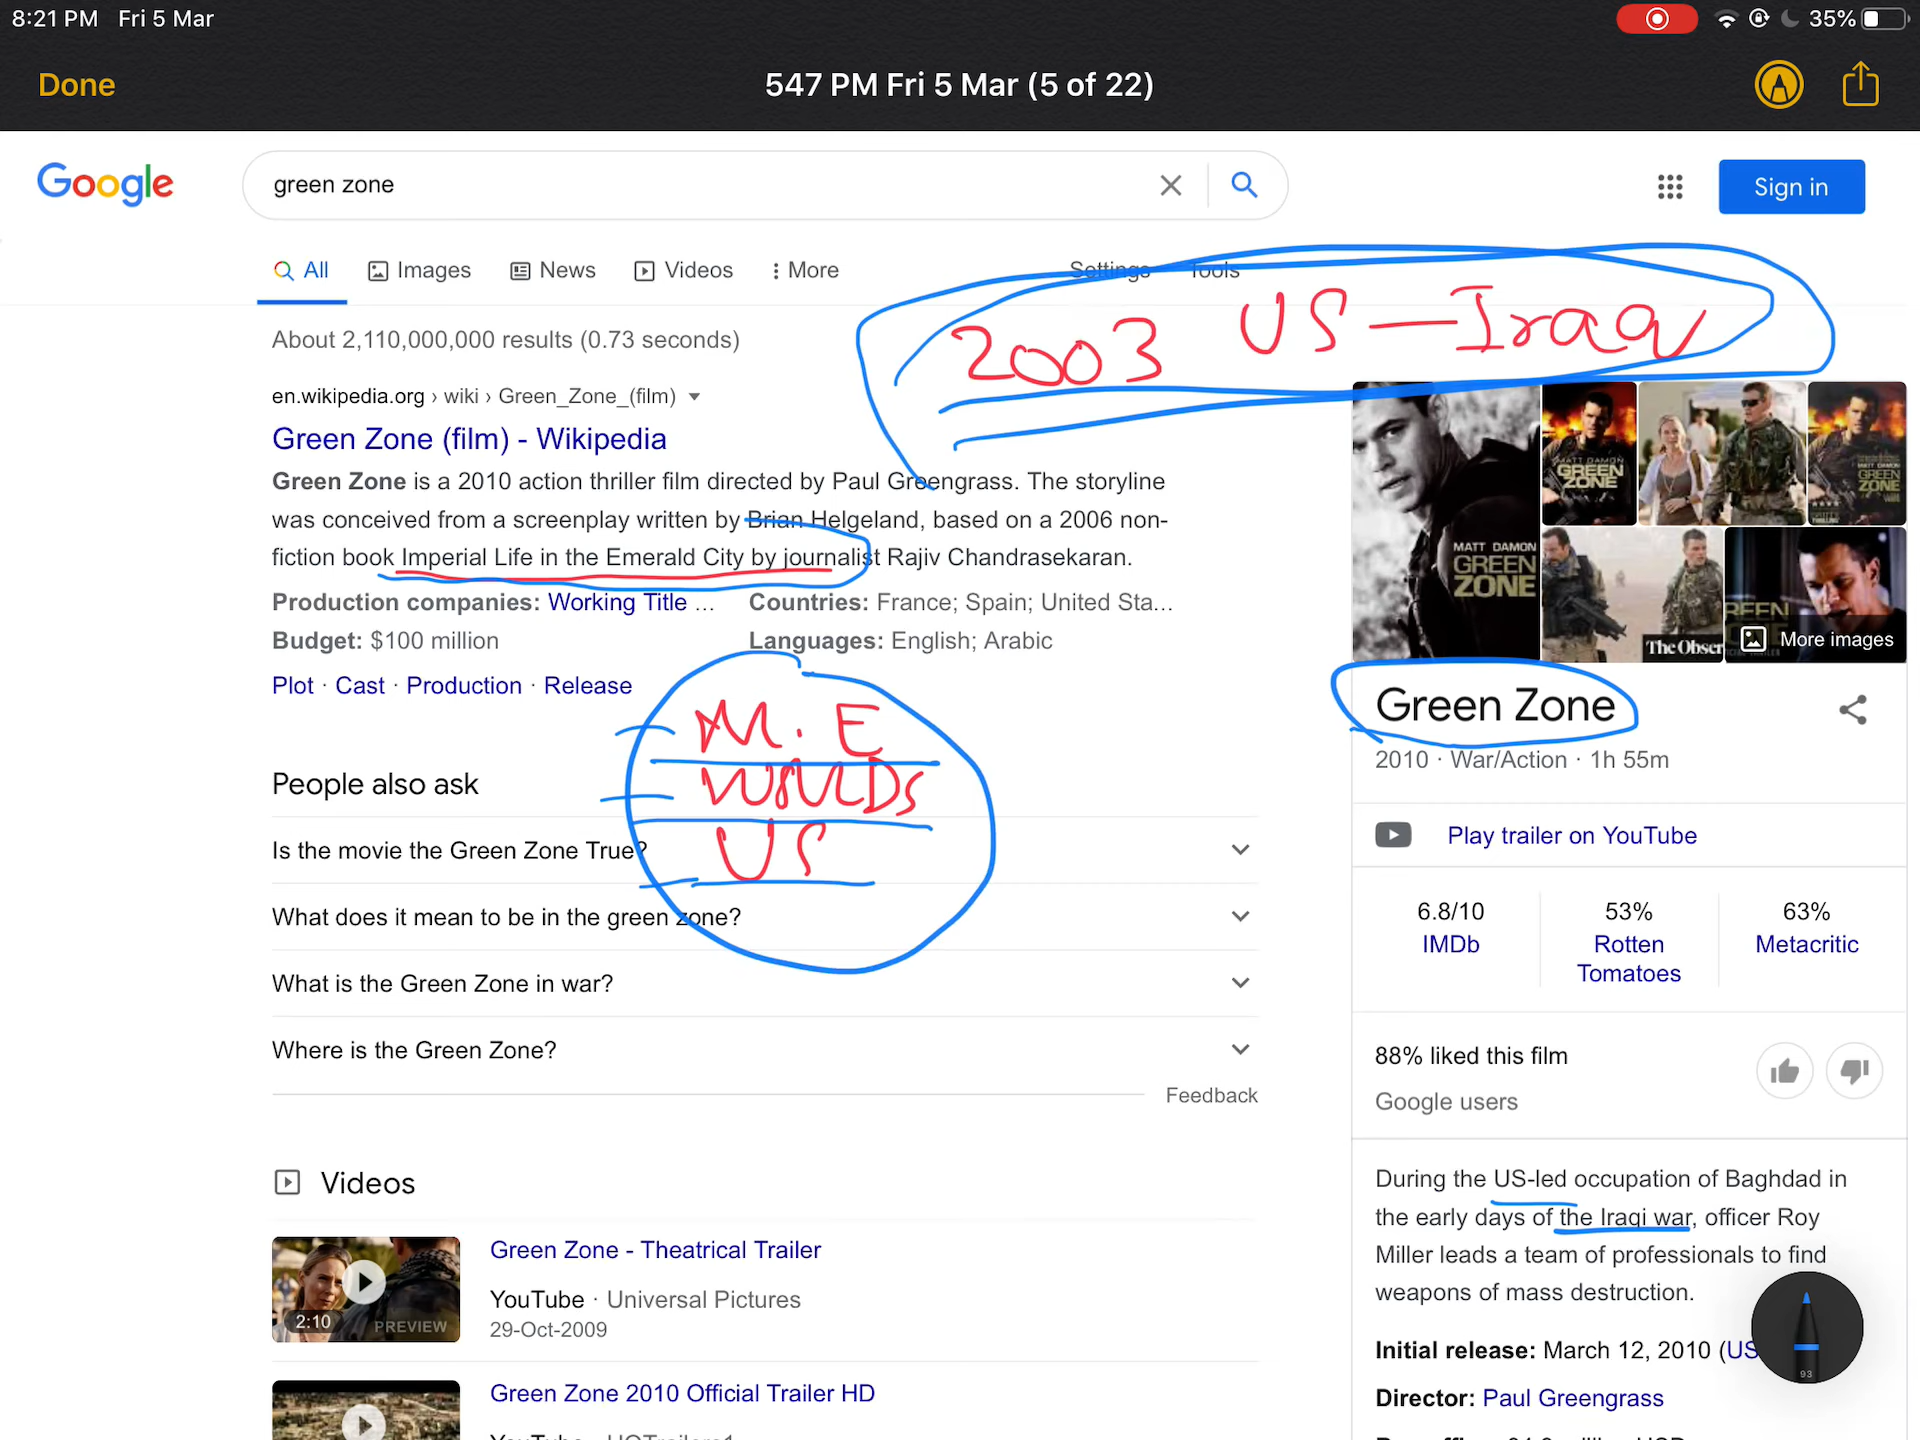 8:21 PM Fri 5 Mar
35%
Done
547 PM Fri 5 Mar (5 of 22)
Google
green zone
Sign in
All
Images
News
Videos
More
Settings
Tools
2003 US-Iraq
About 2,110,000,000 results (0.73 seconds)
en.wikipedia.org › wiki › Green_Zone_(film)
Green Zone (film) - Wikipedia
Green Zone is a 2010 action thriller film directed by Paul Greengrass. The storyline
was conceived from a screenplay written by Brian Helgeland, based on a 2006 non-
fiction book Imperial Life in the Emerald City by journalist Rajiv Chandrasekaran.
Production companies: Working Title ...
Countries: France; Spain; United Sta...
Budget: $100 million
Languages: English; Arabic
Plot · Cast · Production · Release
M. E
US
People also ask
Is the movie the Green Zone True?
What does it mean to be in the green zone?
What is the Green Zone in war?
Where is the Green Zone?
Feedback
Videos
2:10
PREVIEW
Green Zone - Theatrical Trailer
YouTube · Universal Pictures
29-Oct-2009
Green Zone 2010 Official Trailer HD
MATT DAMON
GREEN
ZONE
MATT DAMON
GREEN
ZONE
MATT DAMON
GREEN
ZONE
The Obser
More images
Green Zone
2010 · War/Action · 1h 55m
Play trailer on YouTube
6.8/10
IMDb
53%
Rotten
Tomatoes
63%
Metacritic
88% liked this film
Google users
During the US-led occupation of Baghdad in
the early days of the Iraqi war, officer Roy
Miller leads a team of professionals to find
weapons of mass destruction.
Initial release: March 12, 2010 (US
Director: Paul Greengrass
93